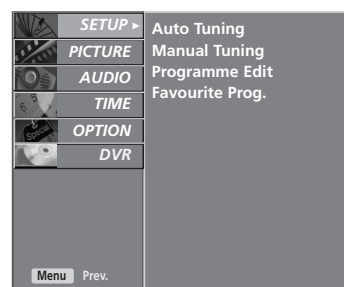 SETUP ▸
PICTURE
AUDIO
TIME
OPTION
DVR
Menu Prev.
Auto Tuning
Manual Tuning
Programme Edit
Favourite Prog.